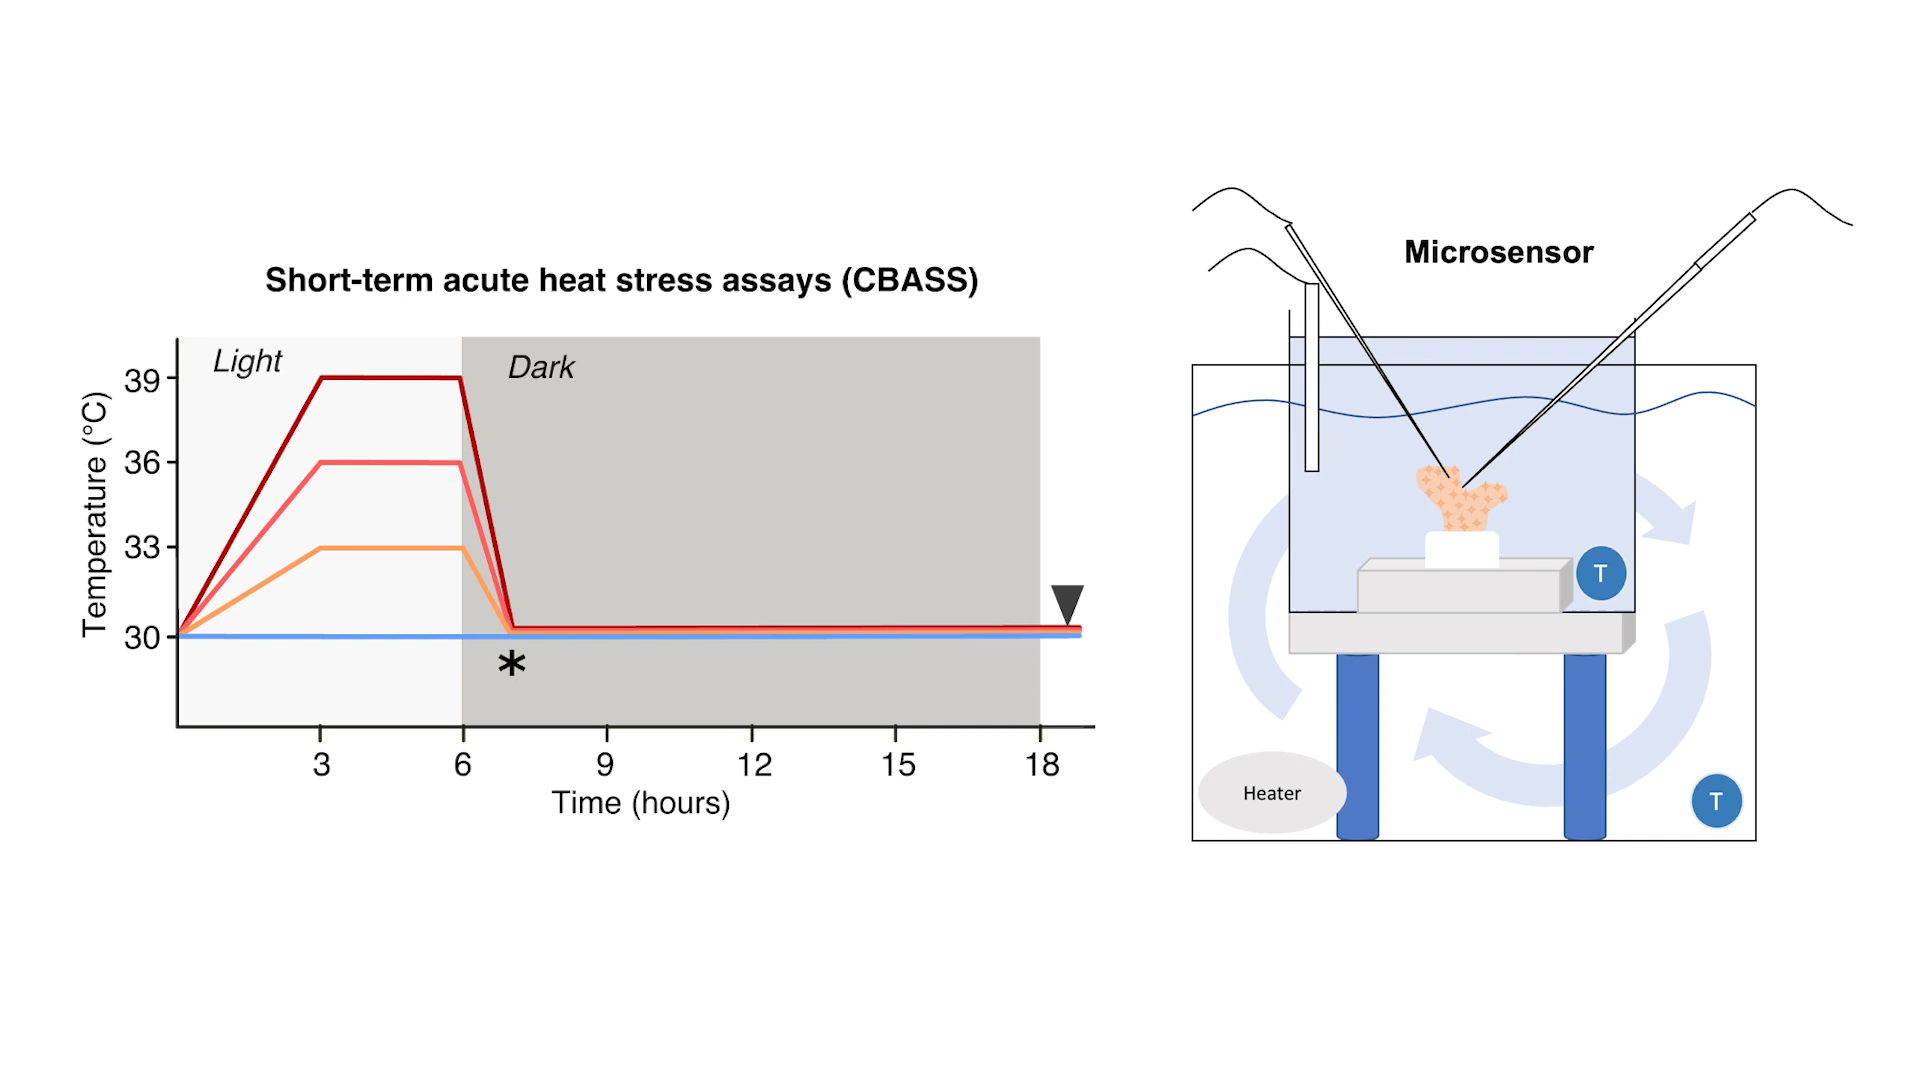 Short-term acute heat stress assays (CBASS)
Light
Dark
Temperature (°C)
39
36
33
30
*
3
6
9
12
15
18
Time (hours)
Microsensor
T
Heater
T